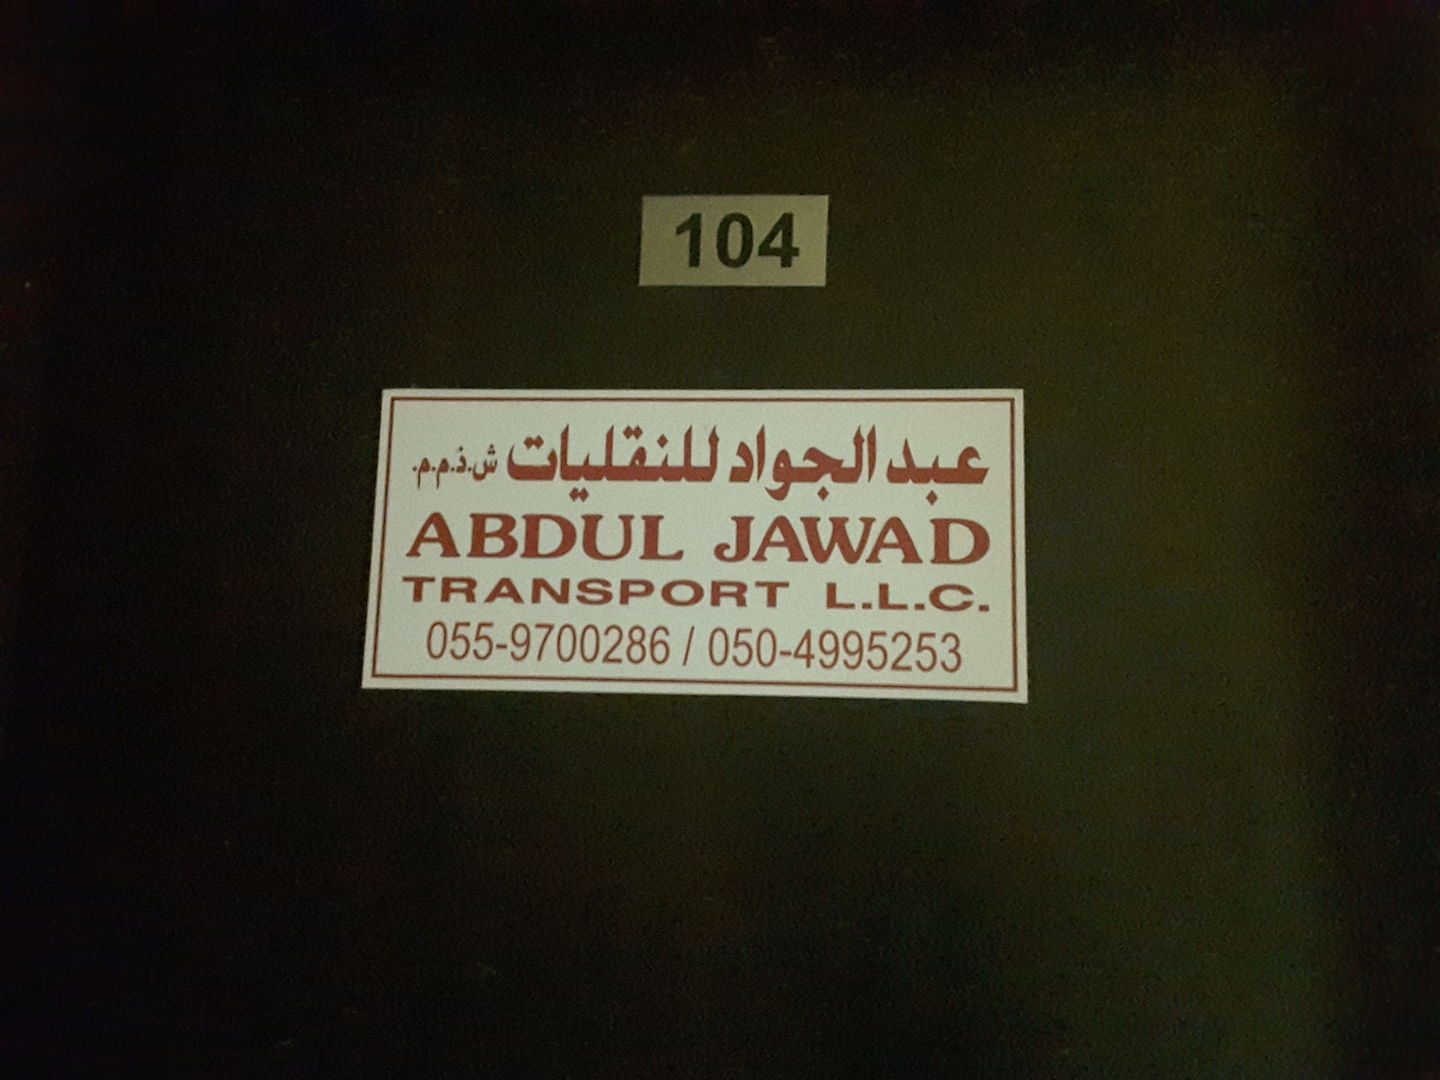 104
عبد الجواد للنقليات ش.ذ.م.م.
ABDUL JAWAD
TRANSPORT L.L.C.
055-9700286 / 050-4995253